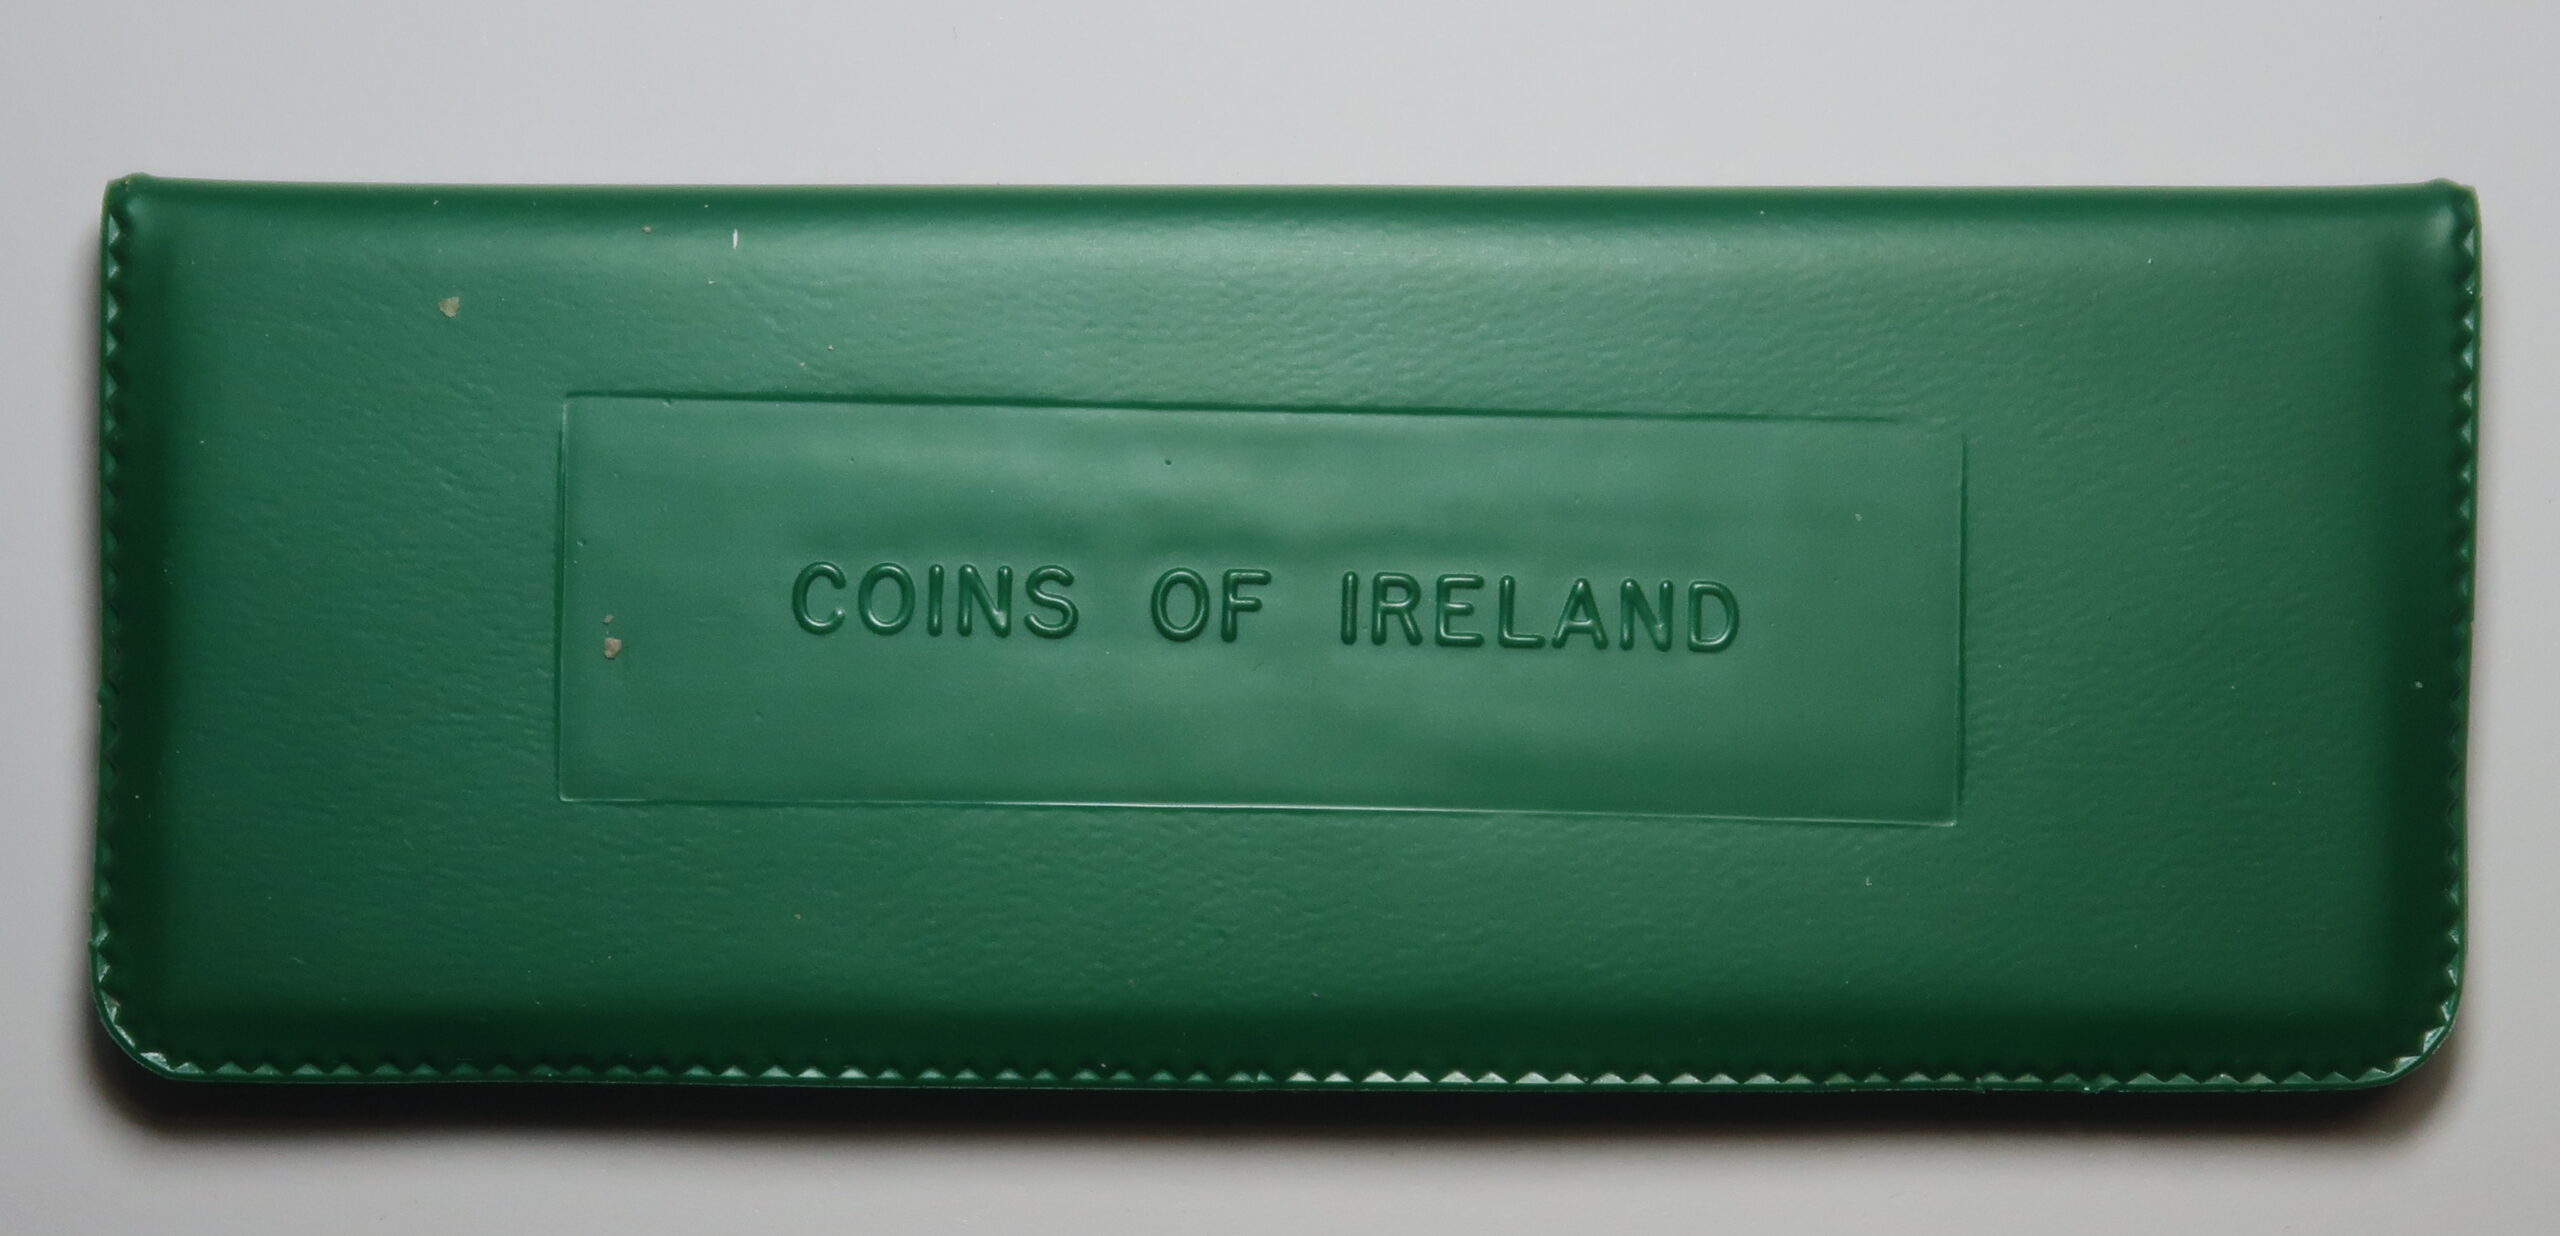 COINS OF IRELAND